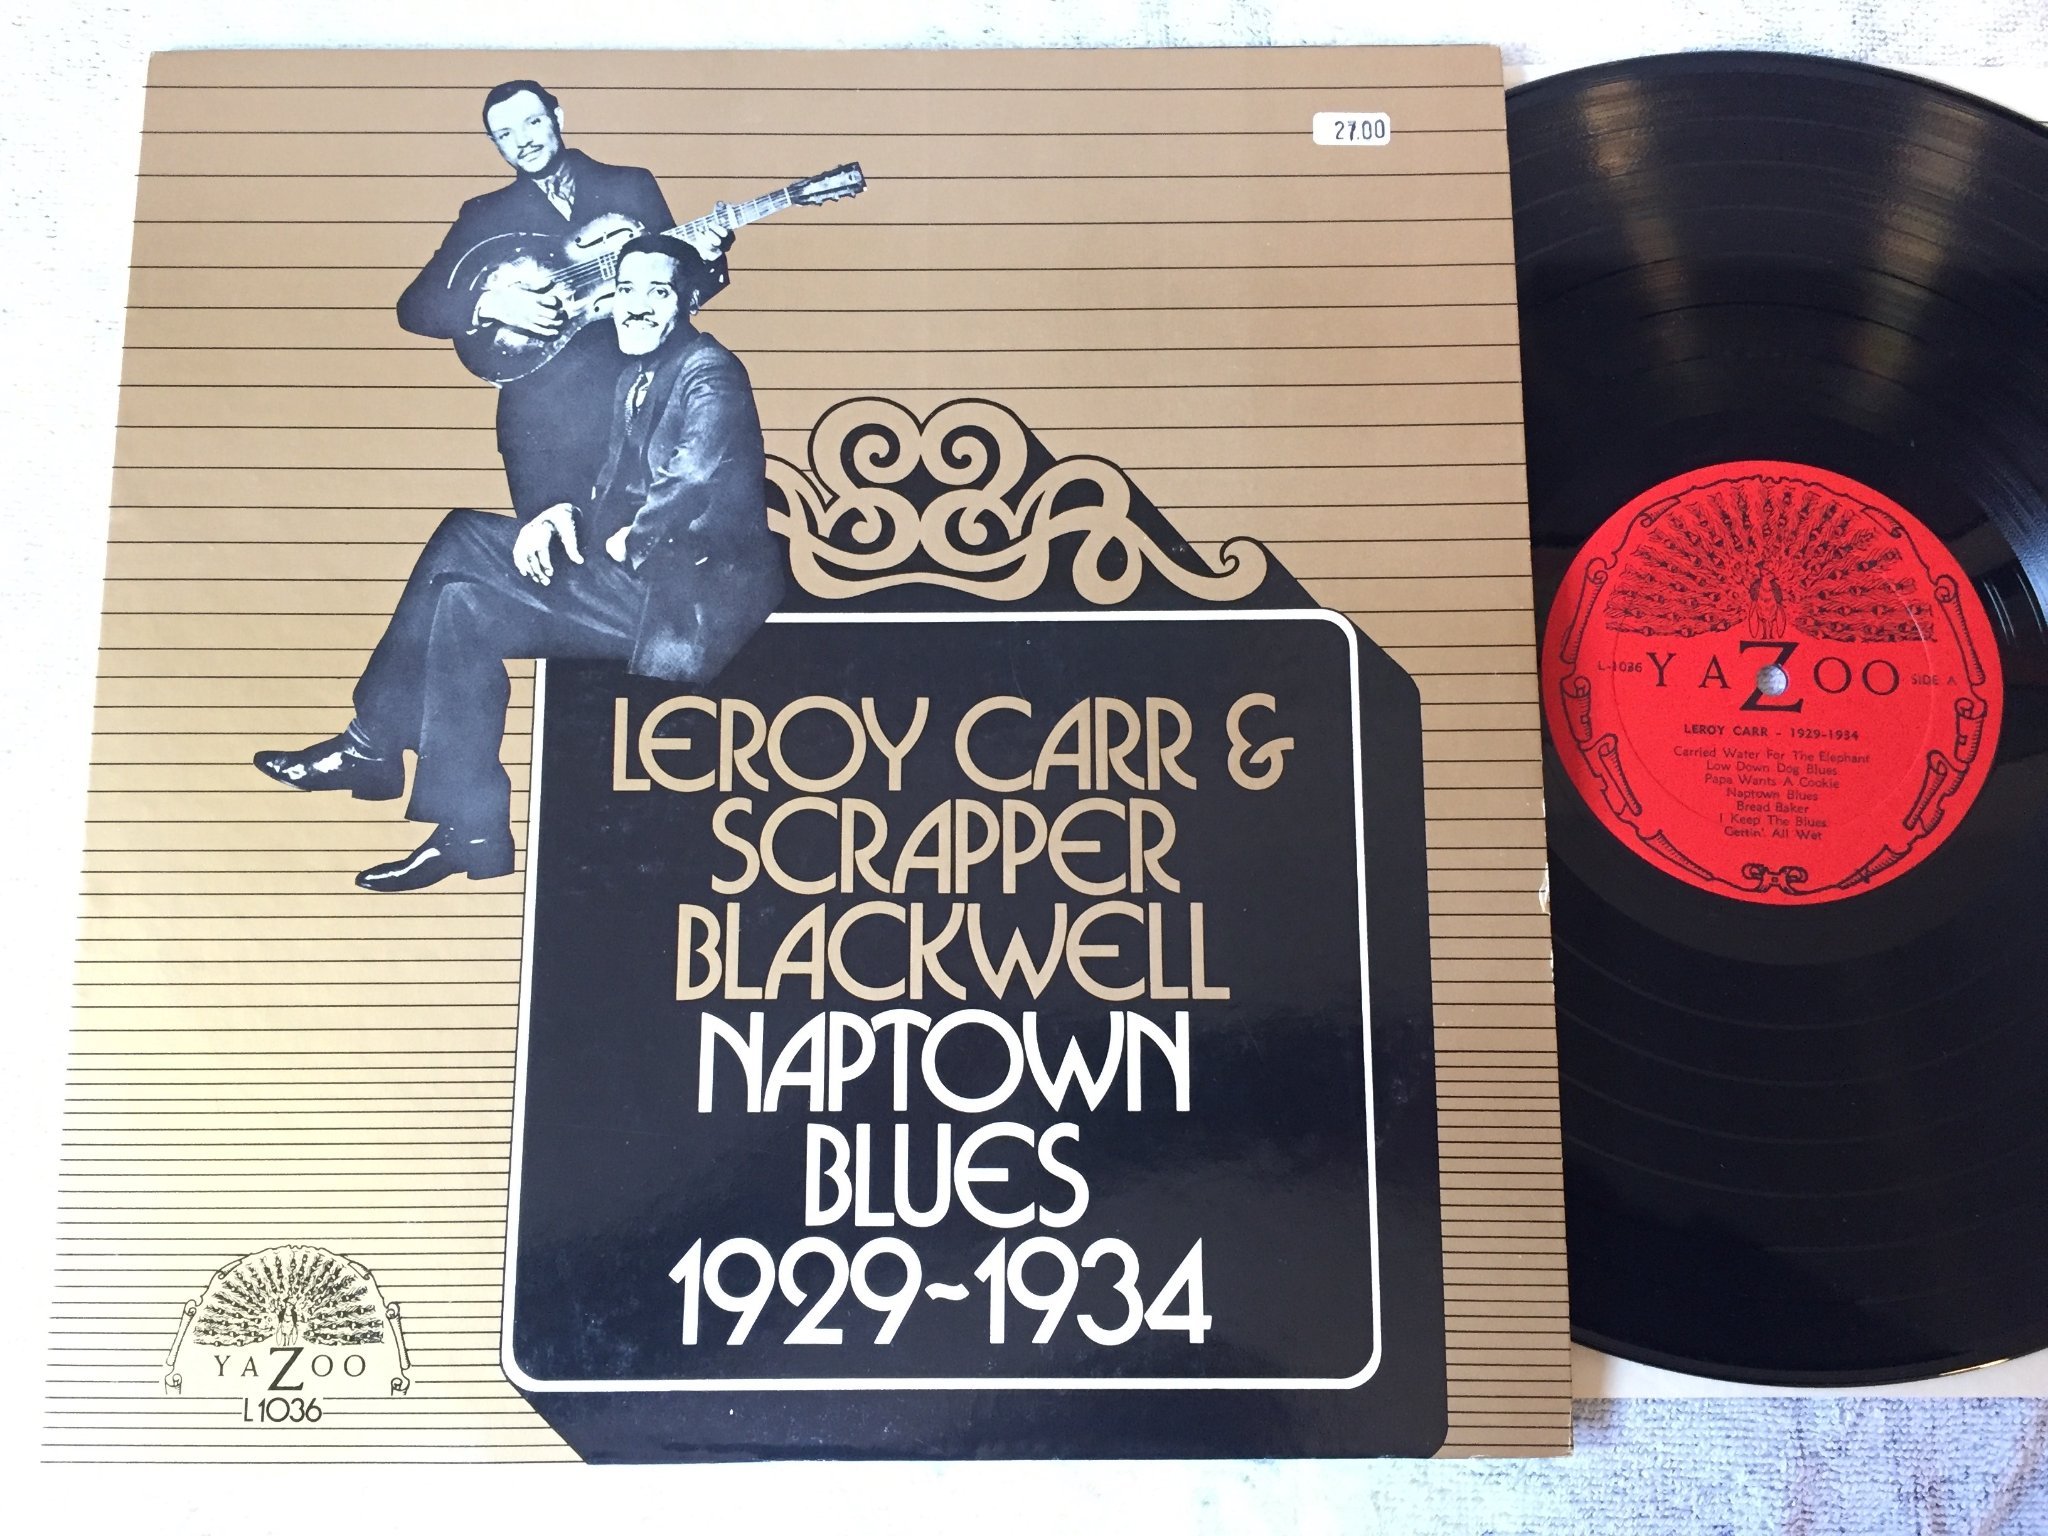 27.00
LEROY CARR &
SCRAPPER
BLACKWELL
NAPTOWN
BLUES
1929~1934
YAZOO
L1036
L-1036 YAZOO SIDE A
LEROY CARR - 1929-1934
Carried Water For The Elephant
Low Down Dog Blues
Papa Wants A Cookie
Naptown Blues
Bread Baker
I Keep The Blues
Gettin' All Wet